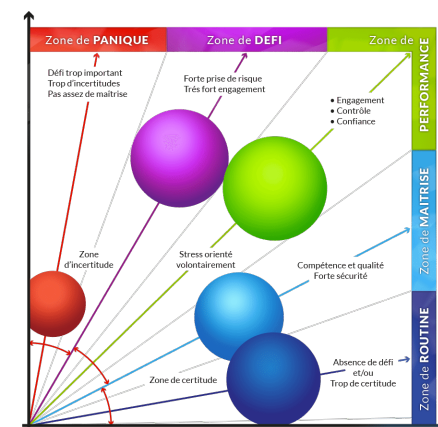 Zone de PANIQUE
Zone de DEFI
Zone de
PERFORMANCE
Défi trop important
Trop d'incertitudes
Pas assez de maîtrise
Forte prise de risque
Trés fort engagement
• Engagement
• Contrôle
• Confiance
Zone de MAITRISE
Zone
d'incertitude
Stress orienté
volontairement
Compétence et qualité
Forte sécurité
Zone de ROUTINE
Zone de certitude
Absence de défi
et/ou
Trop de certitude